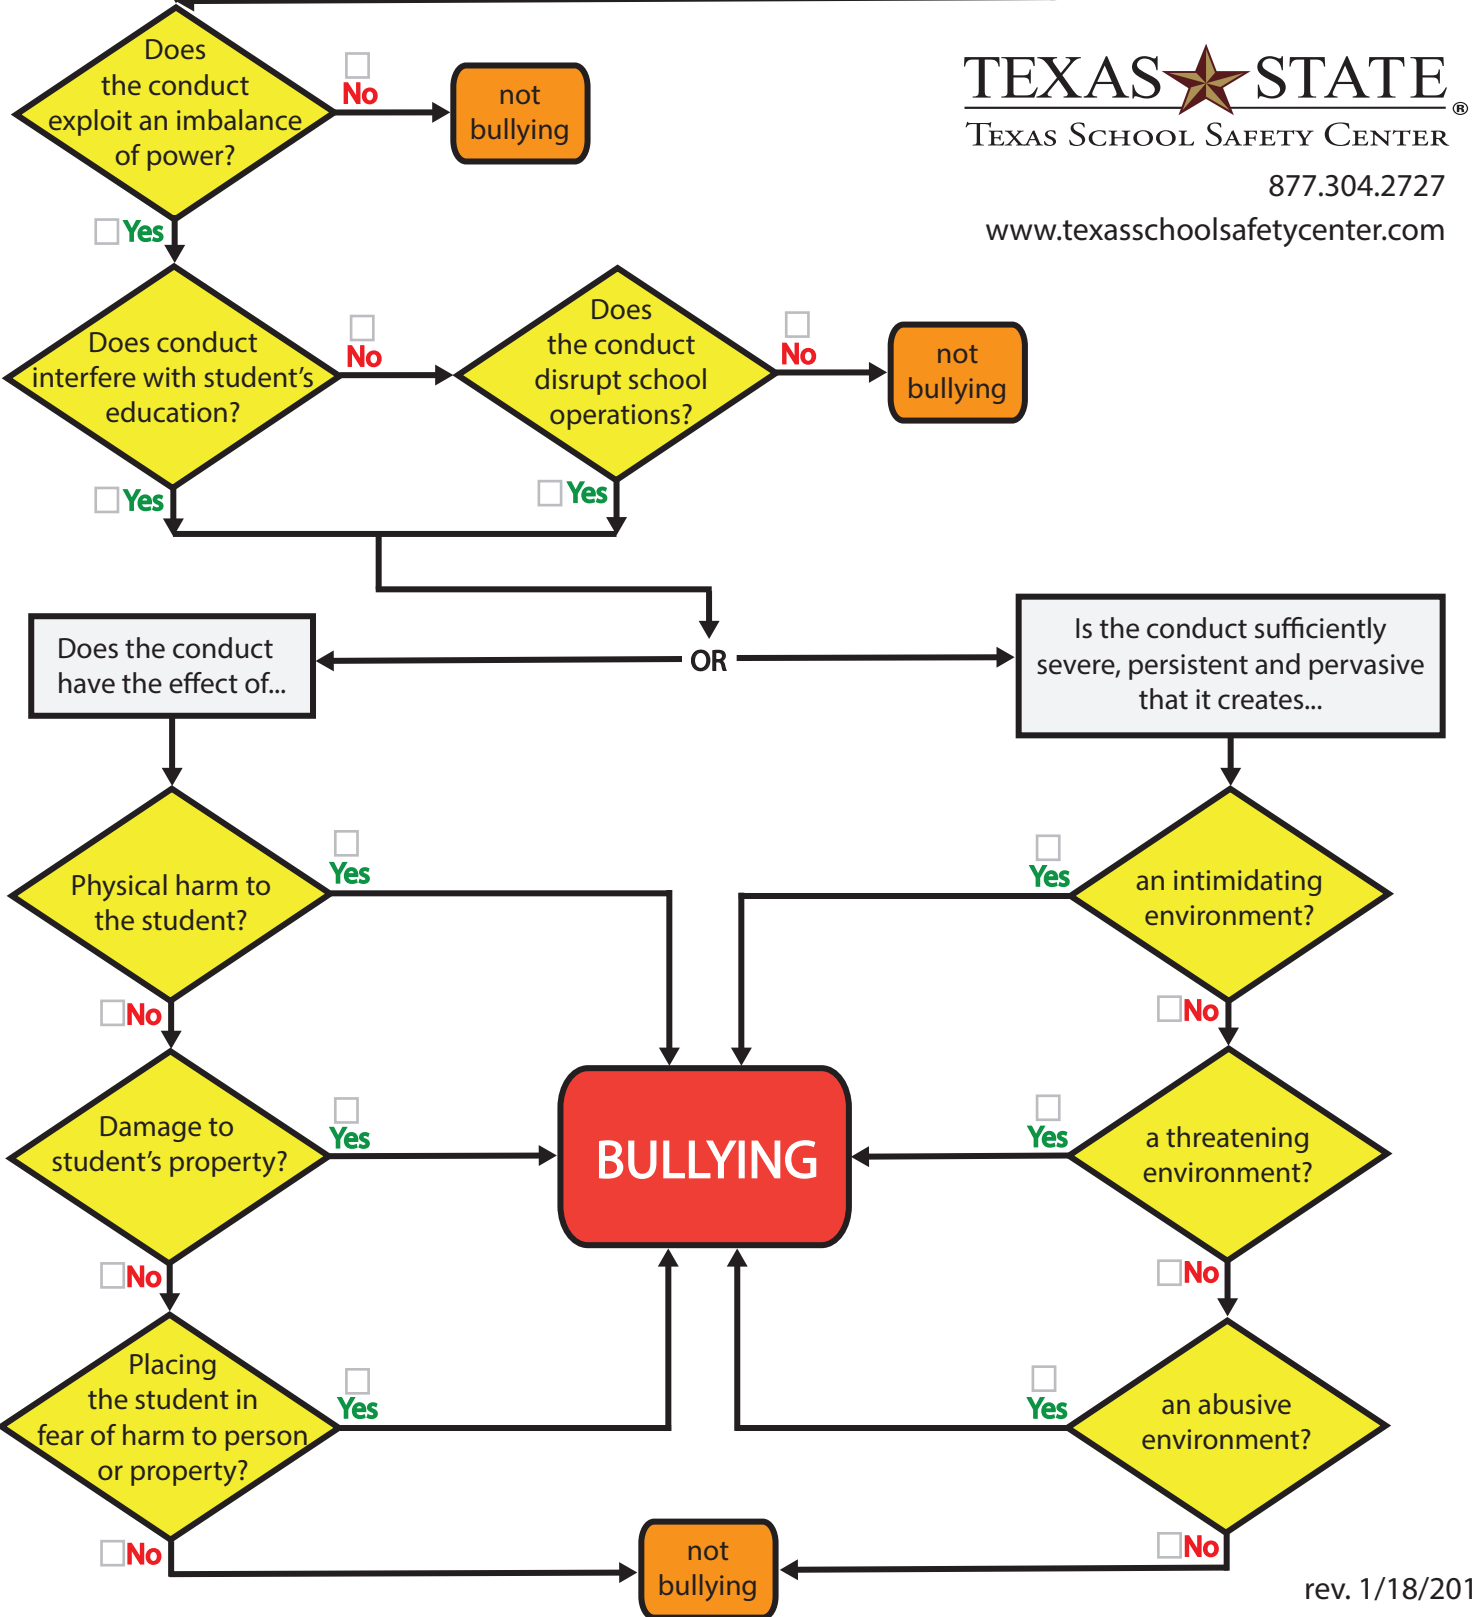 Does
the conduct
exploit an imbalance
of power?
No
not
bullying
TEXAS STATE®
TEXAS SCHOOL SAFETY CENTER
877.304.2727
www.texasschoolsafetycenter.com
Yes
Does conduct
interfere with student’s
education?
No
Does
the conduct
disrupt school
operations?
No
not
bullying
Yes
Yes
Does the conduct
have the effect of...
OR
Is the conduct sufficiently
severe, persistent and pervasive
that it creates...
Physical harm to
the student?
Yes
No
Damage to
student’s property?
Yes
No
Placing
the student in
fear of harm to person
or property?
Yes
No
BULLYING
an intimidating
environment?
Yes
No
a threatening
environment?
Yes
No
an abusive
environment?
Yes
No
not
bullying
rev. 1/18/201